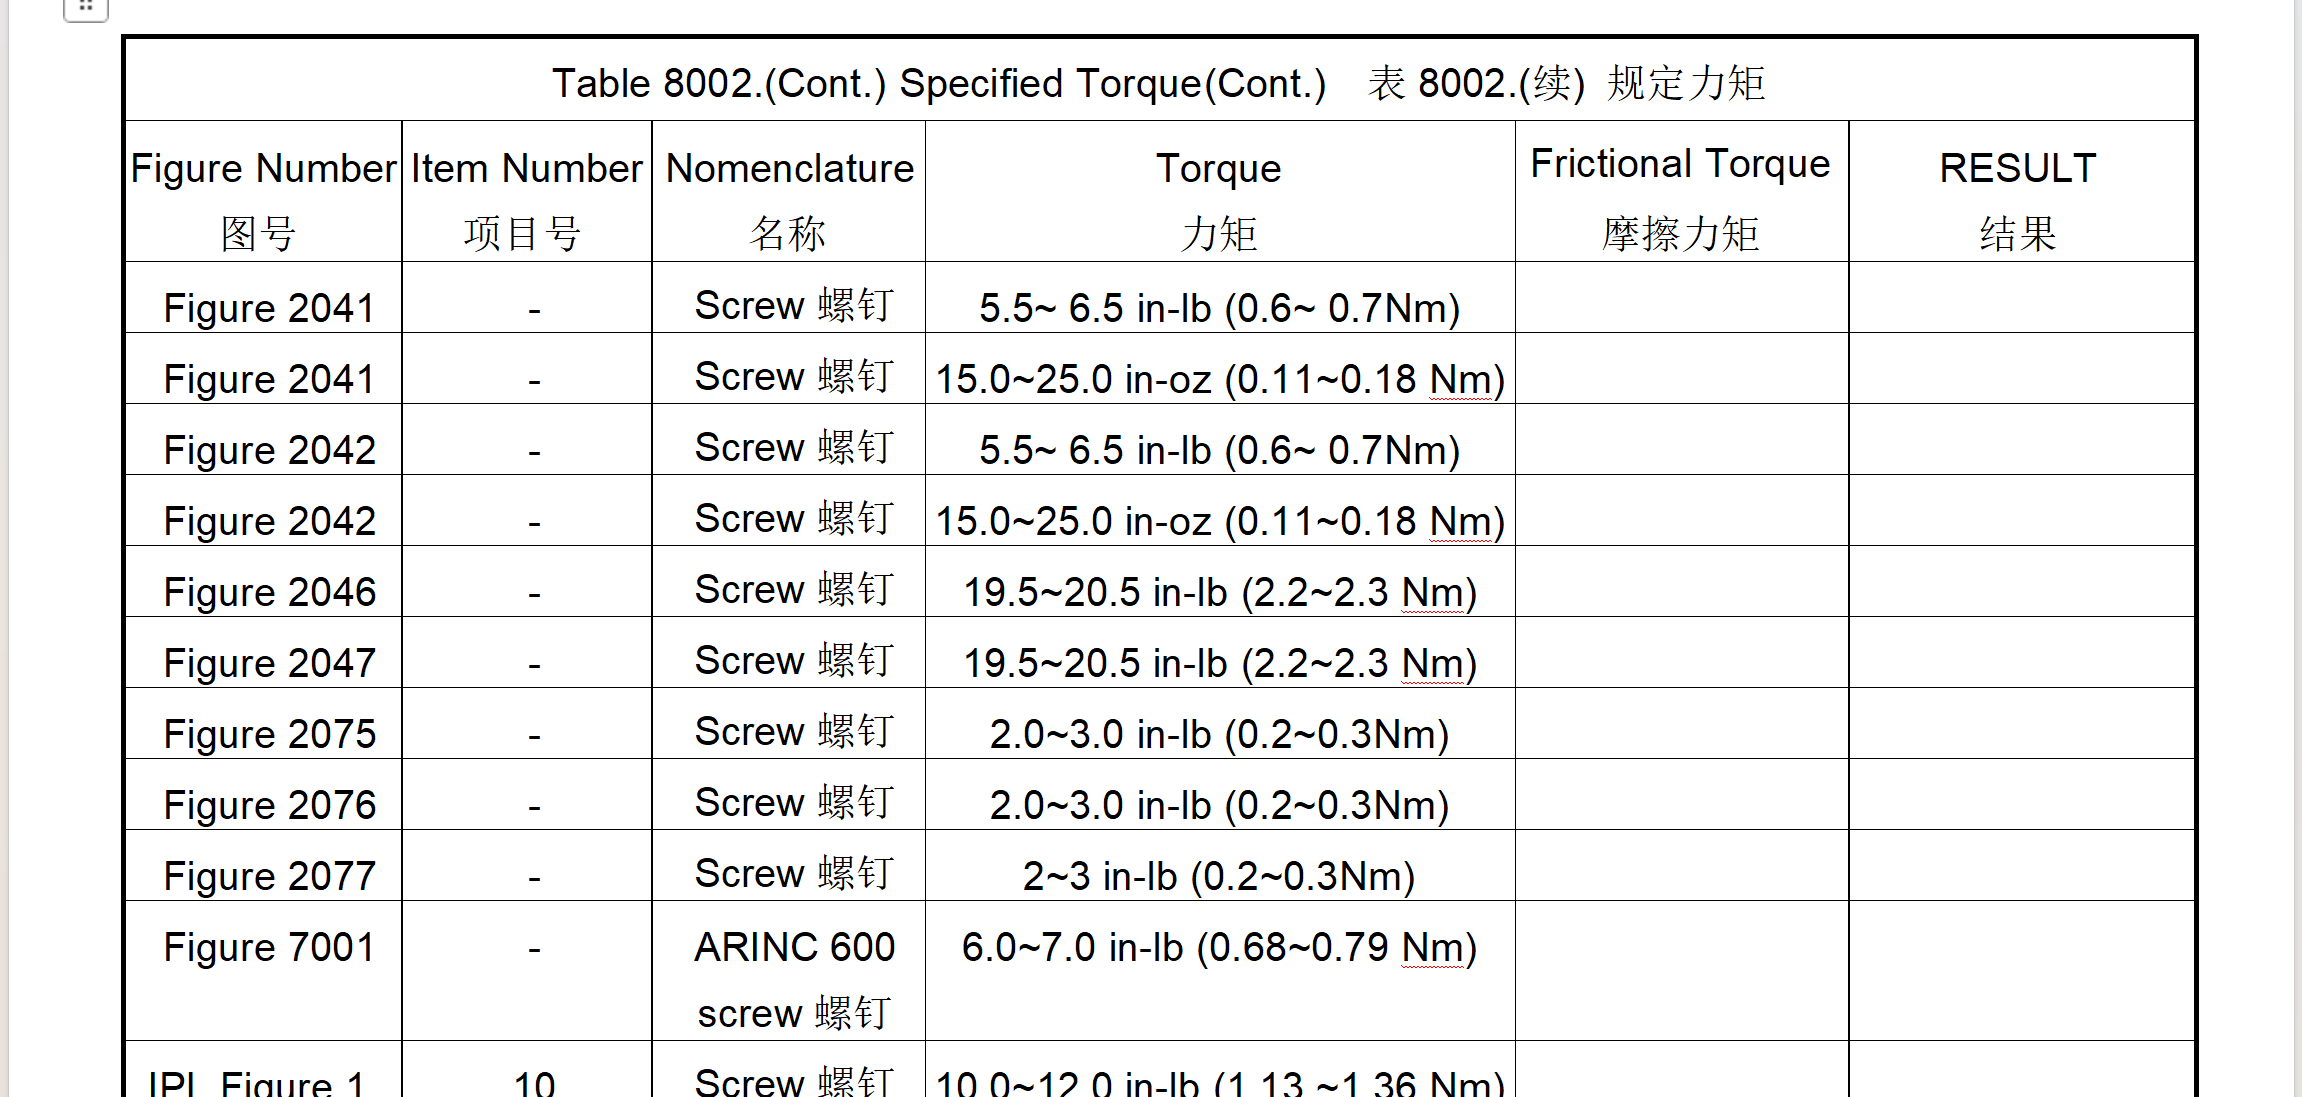 Table 8002.(Cont.) Specified Torque(Cont.) 表 8002.(续) 规定力矩
Figure Number Item Number Nomenclature Torque Frictional Torque RESULT
图号 项目号 名称 力矩 摩擦力矩 结果
Figure 2041 - Screw 螺钉 5.5~ 6.5 in-lb (0.6~ 0.7Nm)
Figure 2041 - Screw 螺钉 15.0~25.0 in-oz (0.11~0.18 Nm)
Figure 2042 - Screw 螺钉 5.5~ 6.5 in-lb (0.6~ 0.7Nm)
Figure 2042 - Screw 螺钉 15.0~25.0 in-oz (0.11~0.18 Nm)
Figure 2046 - Screw 螺钉 19.5~20.5 in-lb (2.2~2.3 Nm)
Figure 2047 - Screw 螺钉 19.5~20.5 in-lb (2.2~2.3 Nm)
Figure 2075 - Screw 螺钉 2.0~3.0 in-lb (0.2~0.3Nm)
Figure 2076 - Screw 螺钉 2.0~3.0 in-lb (0.2~0.3Nm)
Figure 2077 - Screw 螺钉 2~3 in-lb (0.2~0.3Nm)
Figure 7001 - ARINC 600 6.0~7.0 in-lb (0.68~0.79 Nm)
screw 螺钉
IPL Figure 1 10 Screw 螺钉 10.0~12.0 in-lb (1.13 ~1.36 Nm)